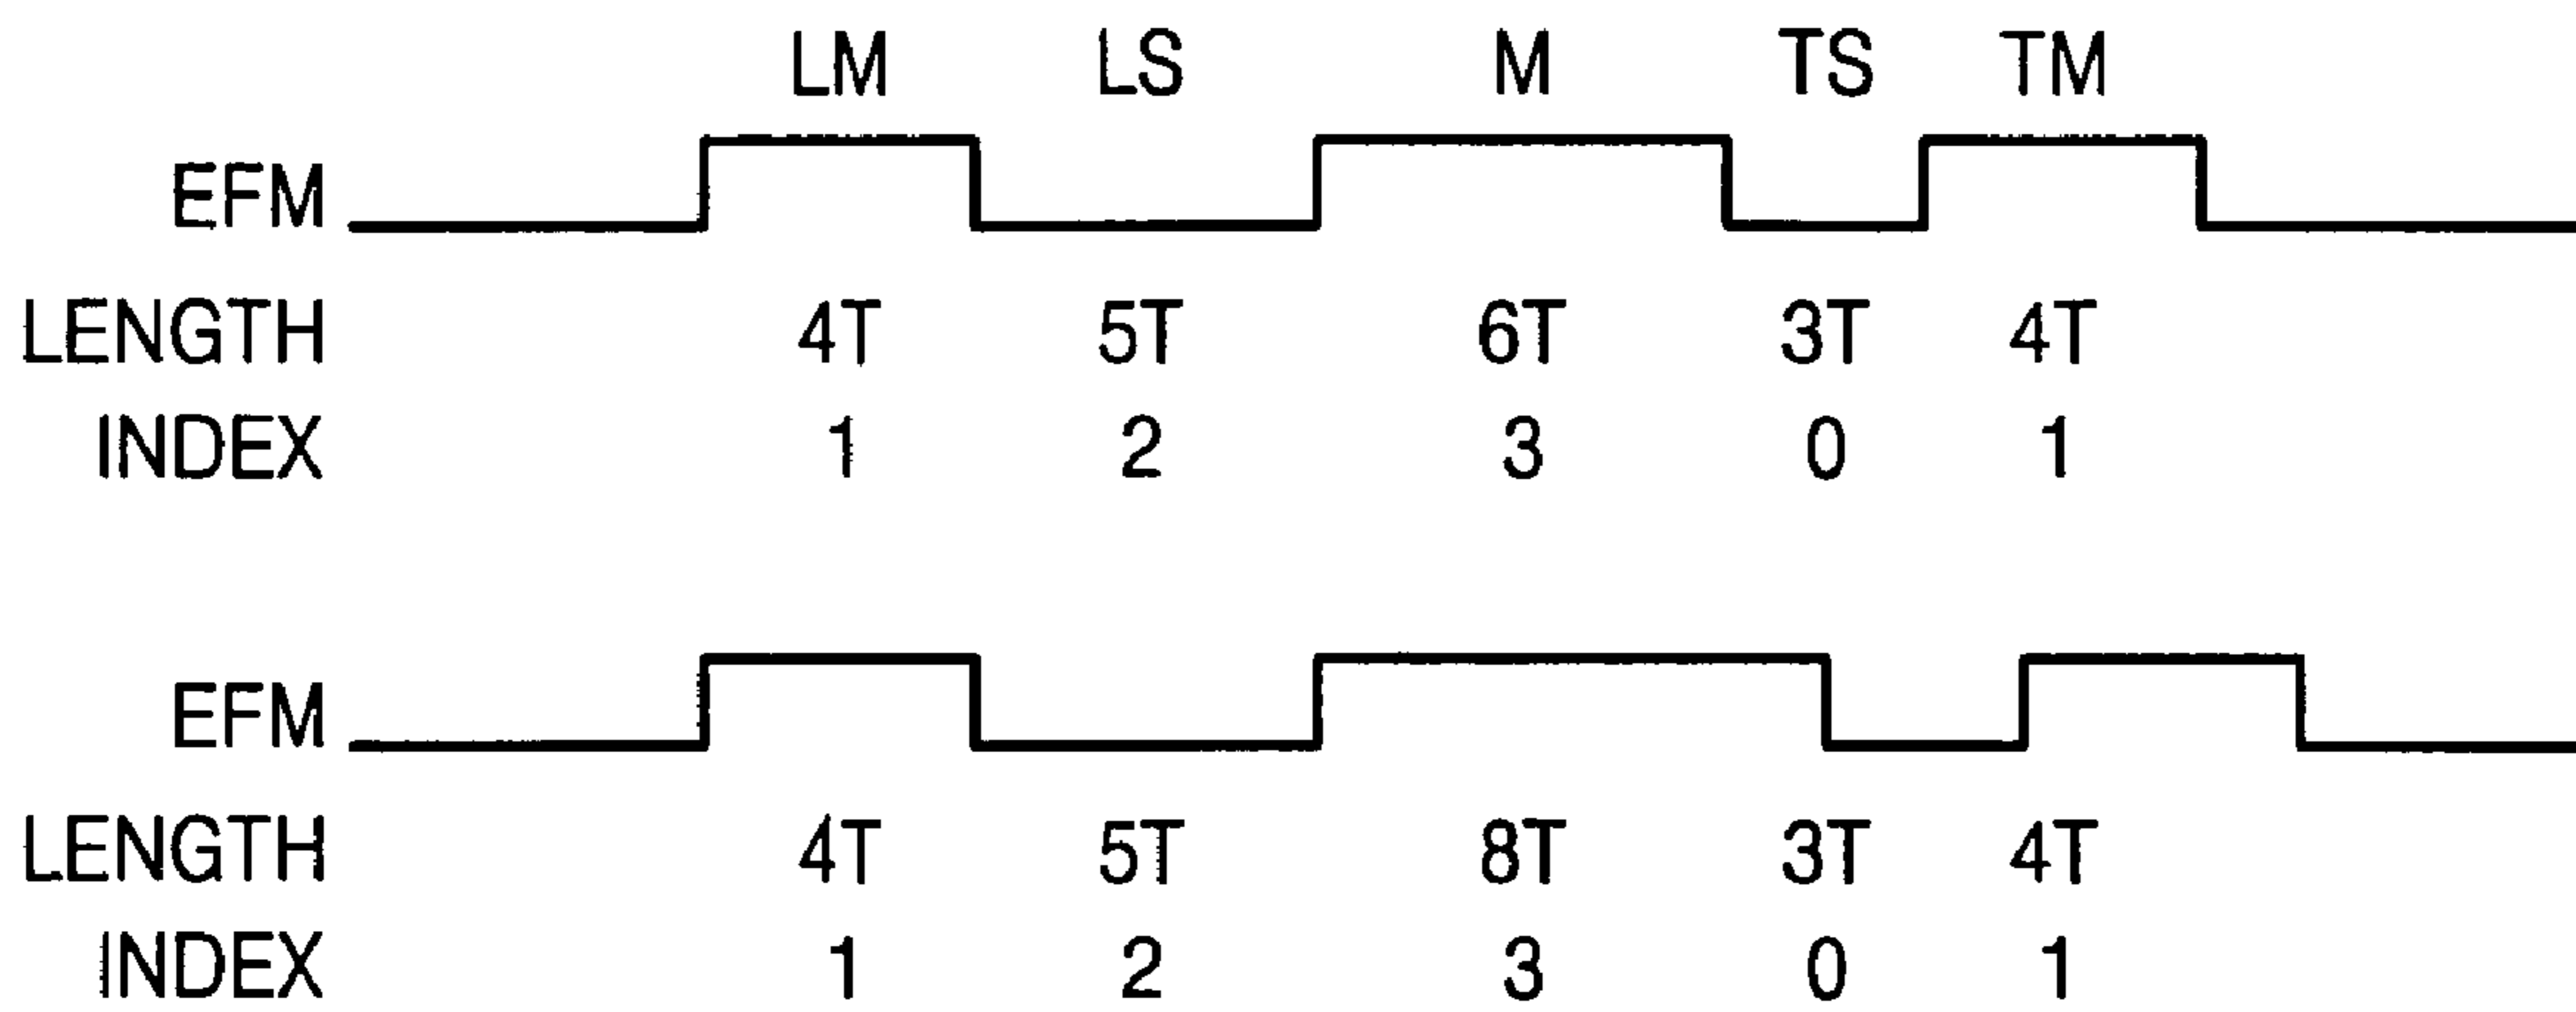 LM LS M TS TM
EFM
LENGTH 4T 5T 6T 3T 4T
INDEX 1 2 3 0 1
EFM
LENGTH 4T 5T 8T 3T 4T
INDEX 1 2 3 0 1